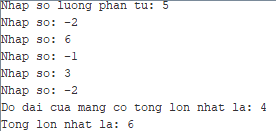 Nhap so luong phan tu: 5
Nhap so: -2
Nhap so: 6
Nhap so: -1
Nhap so: 3
Nhap so: -2
Do dai cua mang co tong lon nhat la: 4
Tong lon nhat la: 6